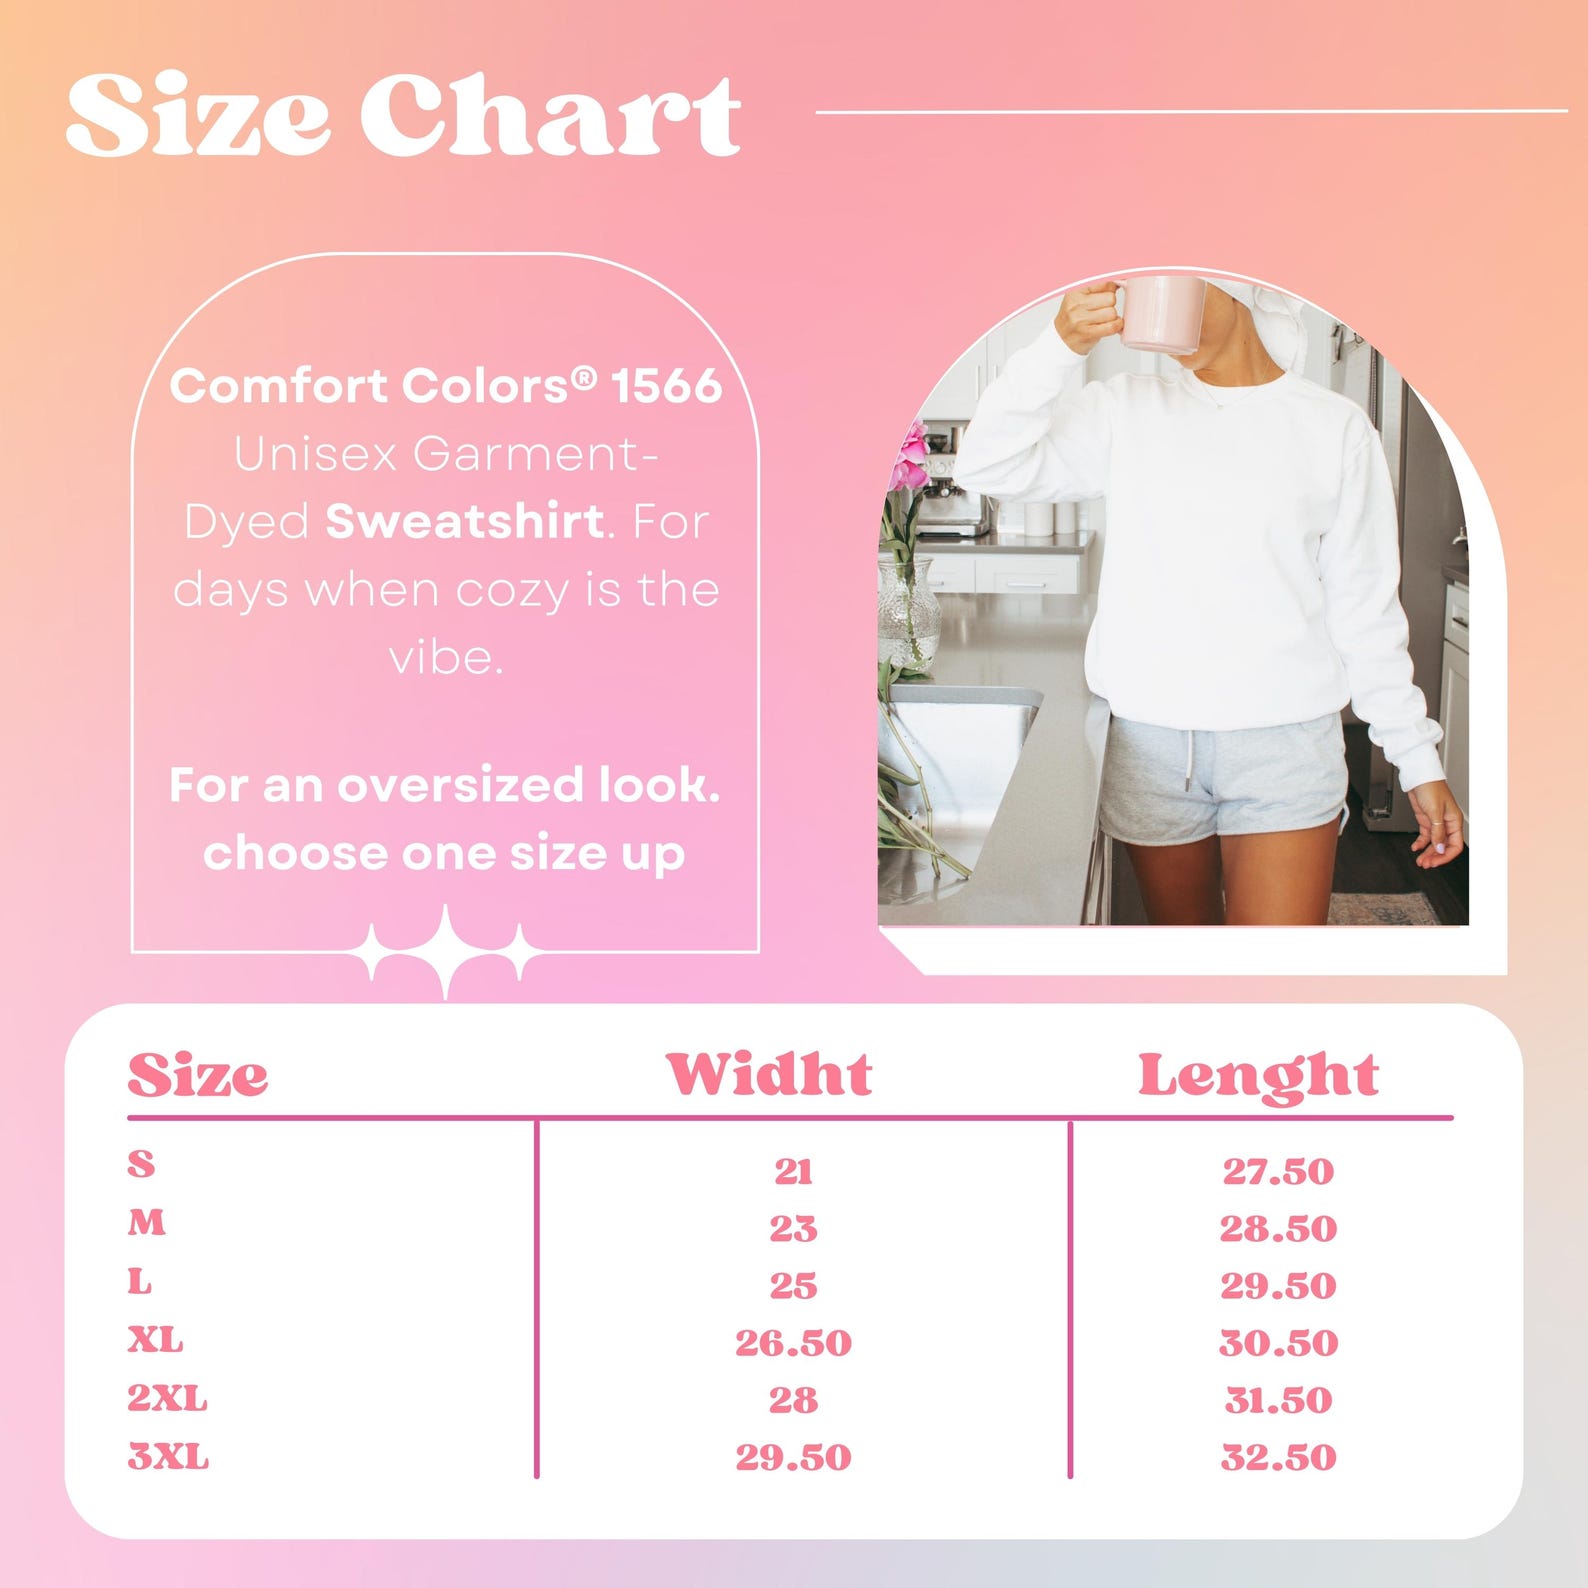 Size Chart
Comfort Colors® 1566
Unisex Garment-
Dyed Sweatshirt. For
days when cozy is the
vibe.
For an oversized look.
choose one size up
Size Widht Lenght
S 21 27.50
M 23 28.50
L 25 29.50
XL 26.50 30.50
2XL 28 31.50
3XL 29.50 32.50